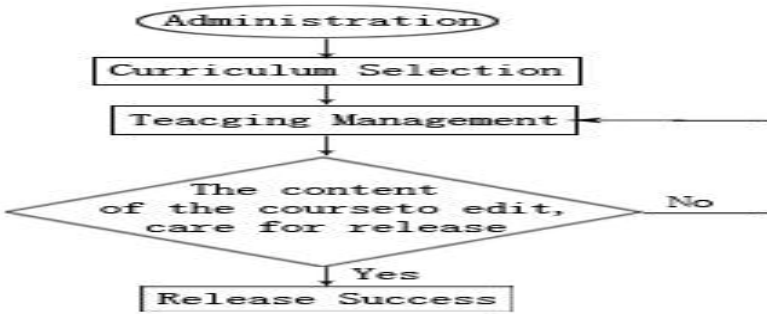 Administration
Curriculum Selection
Teacging Management
The content
of the courseto edit,
care for release
No
Yes
Release Success